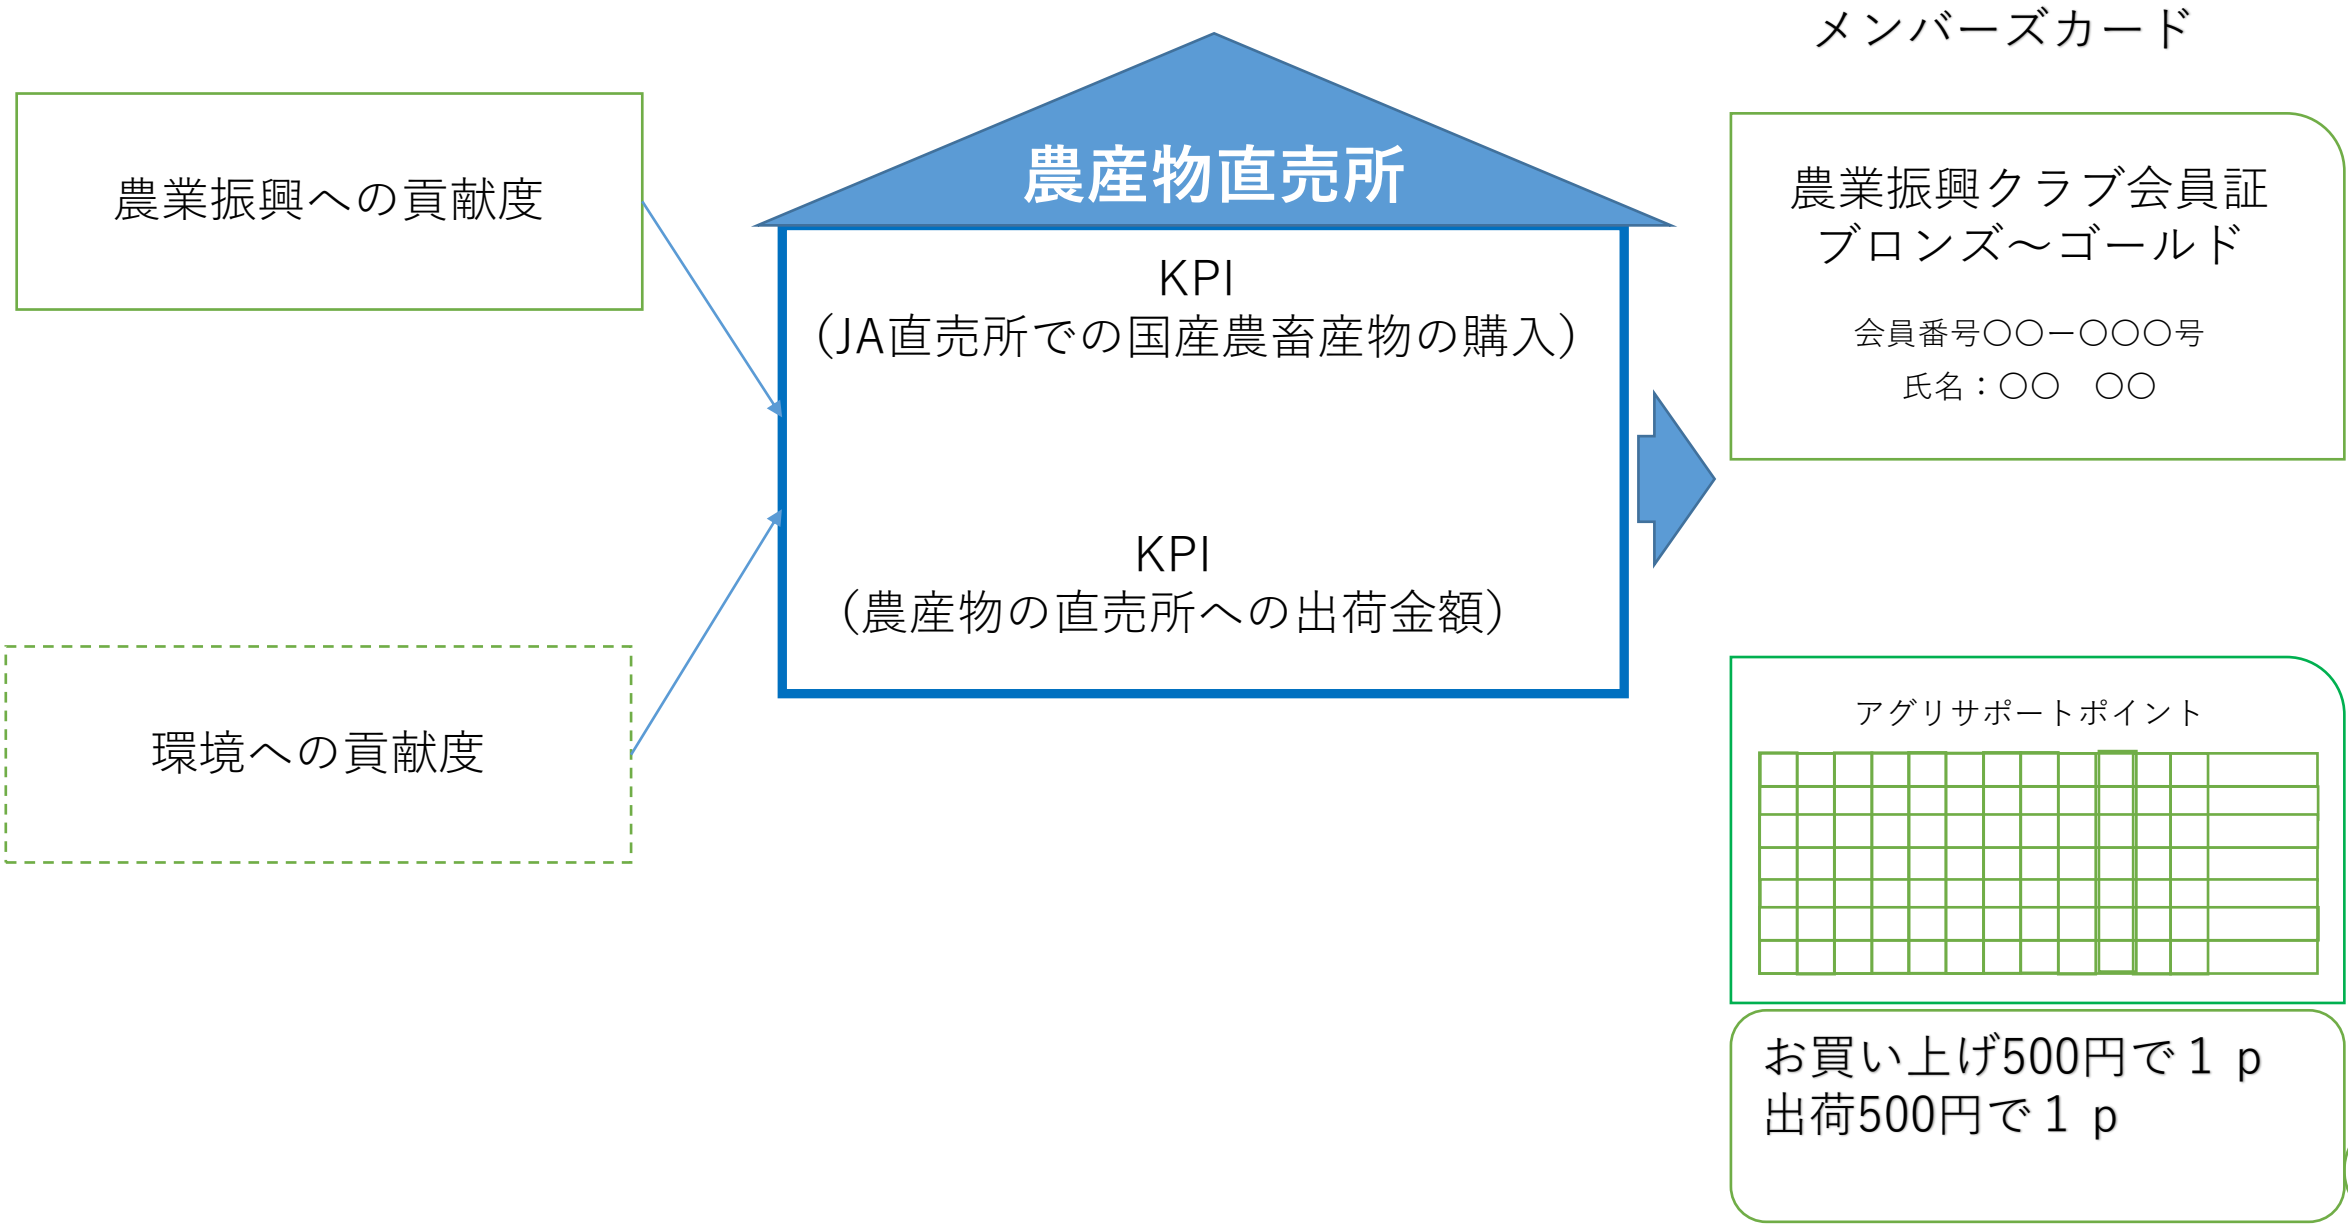 メンバーズカード
農業振興への貢献度
環境への貢献度
農産物直売所
KPI
（JA直売所での国産農畜産物の購入）
KPI
（農産物の直売所への出荷金額）
農業振興クラブ会員証
ブロンズ～ゴールド
会員番号〇〇ー〇〇〇号
氏名：〇〇　〇〇
アグリサポートポイント
お買い上げ500円で１ｐ
出荷500円で１ｐ